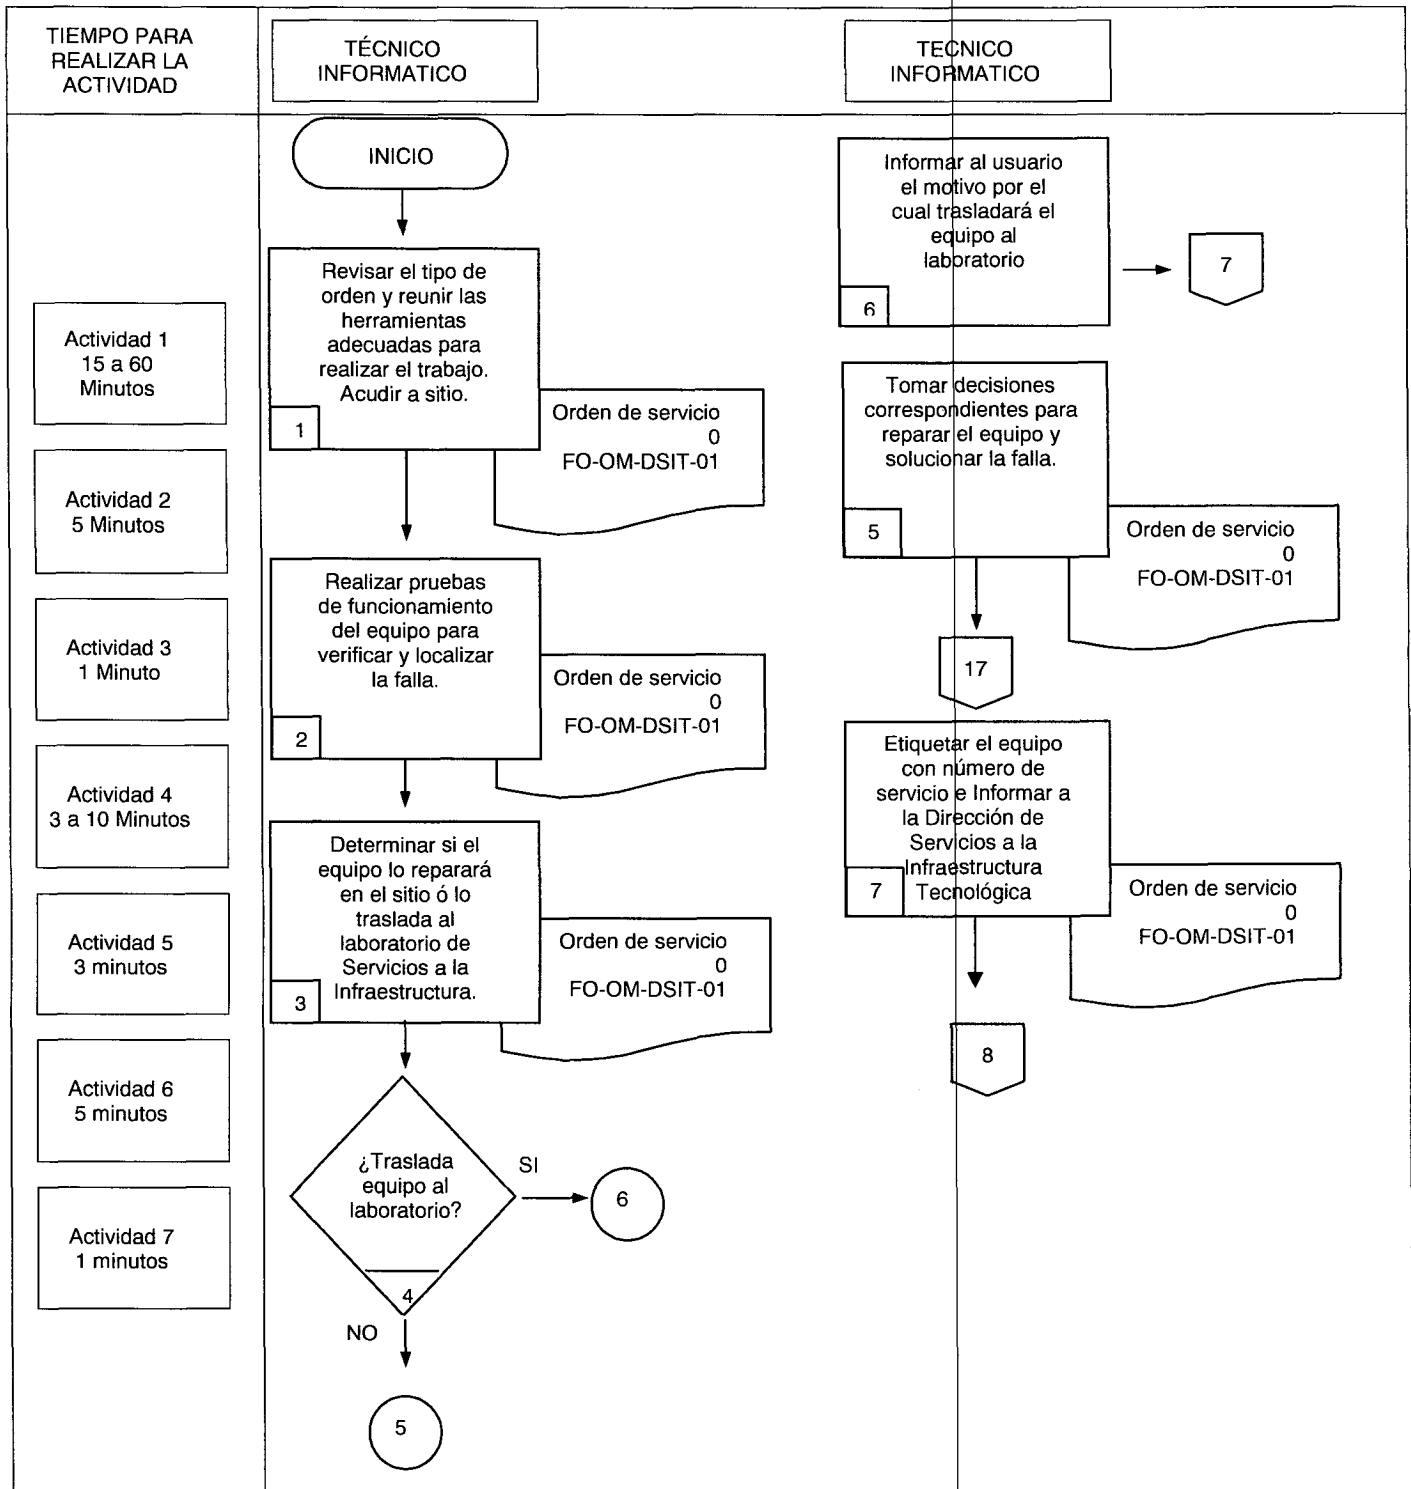 TIEMPO PARA
REALIZAR LA
ACTIVIDAD
TÉCNICO
INFORMATICO
TECNICO
INFORMATICO
Actividad 1
15 a 60
Minutos
Actividad 2
5 Minutos
Actividad 3
1 Minuto
Actividad 4
3 a 10 Minutos
Actividad 5
3 minutos
Actividad 6
5 minutos
Actividad 7
1 minutos
INICIO
Revisar el tipo de
orden y reunir las
herramientas
adecuadas para
realizar el trabajo.
Acudir a sitio.
1
Orden de servicio
0
FO-OM-DSIT-01
Realizar pruebas
de funcionamiento
del equipo para
verificar y localizar
la falla.
2
Orden de servicio
0
FO-OM-DSIT-01
Determinar si el
equipo lo reparará
en el sitio ó lo
traslada al
laboratorio de
Servicios a la
Infraestructura.
3
Orden de servicio
0
FO-OM-DSIT-01
¿Traslada
equipo al
laboratorio?
4
SI
6
NO
5
Informar al usuario
el motivo por el
cual trasladará el
equipo al
laboratorio
6
7
Tomar decisiones
correspondientes para
reparar el equipo y
solucionar la falla.
5
Orden de servicio
0
FO-OM-DSIT-01
17
Etiquetar el equipo
con número de
servicio e Informar a
la Dirección de
Servicios a la
Infraestructura
Tecnológica
7
Orden de servicio
0
FO-OM-DSIT-01
8